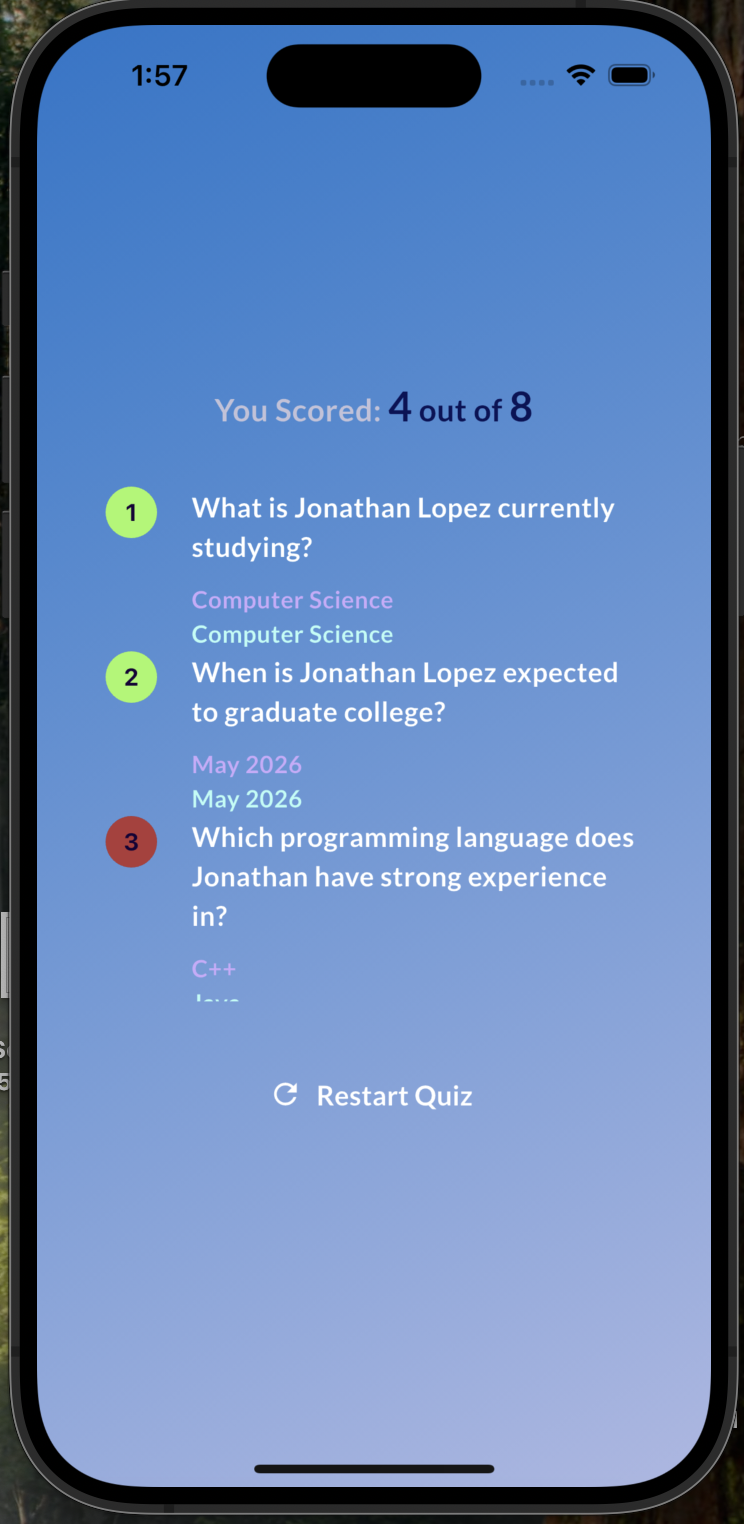 1:57
You Scored: 4 out of 8
1
What is Jonathan Lopez currently
studying?
Computer Science
Computer Science
2
When is Jonathan Lopez expected
to graduate college?
May 2026
May 2026
3
Which programming language does
Jonathan have strong experience
in?
C++
Java
Restart Quiz